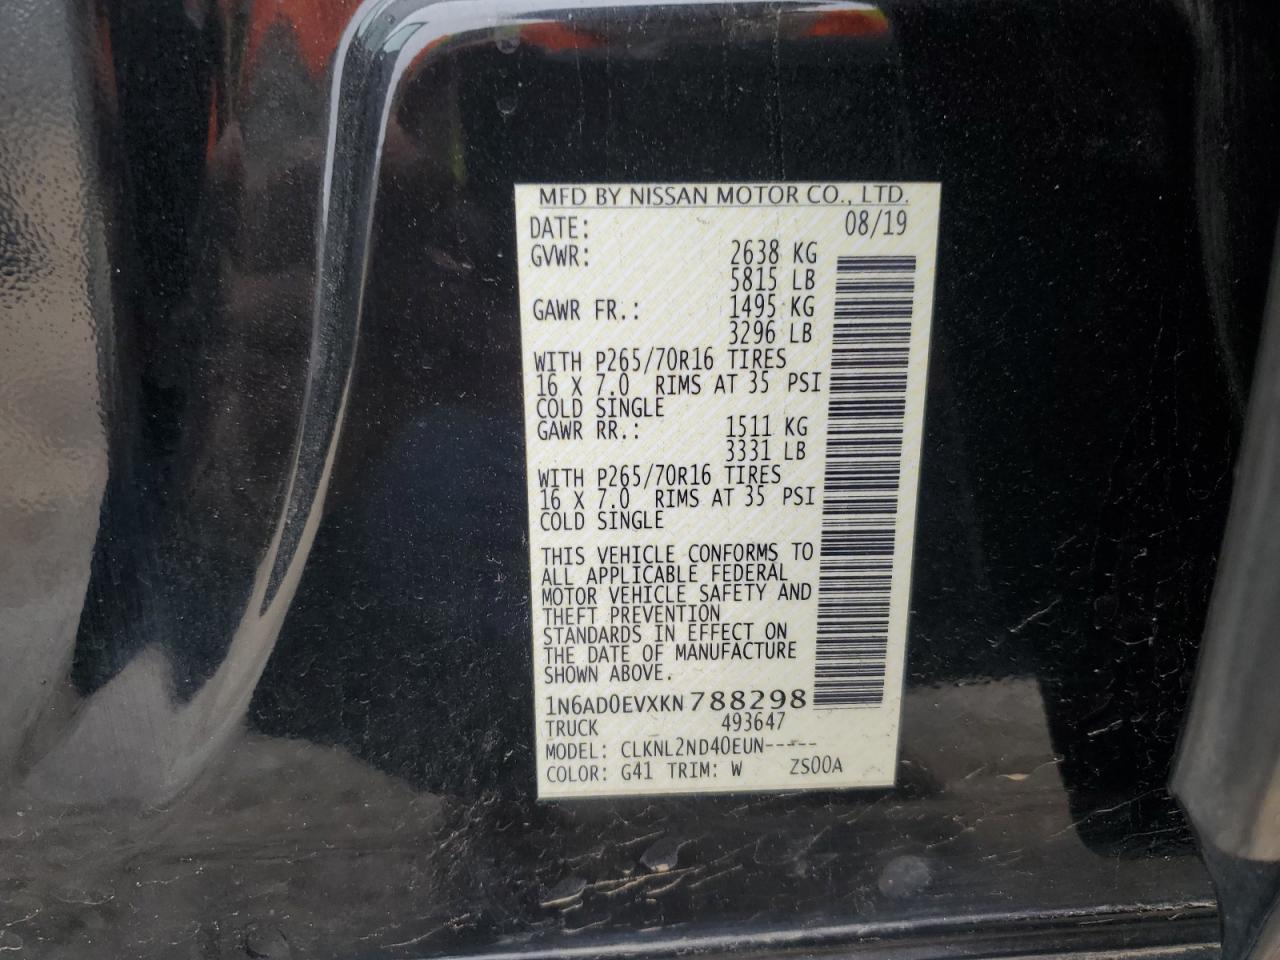 MFD BY NISSAN MOTOR CO., LTD.
DATE: 08/19
GVWR: 2638 KG
5815 LB
GAWR FR.: 1495 KG
3296 LB
WITH P265/70R16 TIRES
16 X 7.0 RIMS AT 35 PSI
COLD SINGLE
GAWR RR.: 1511 KG
3331 LB
WITH P265/70R16 TIRES
16 X 7.0 RIMS AT 35 PSI
COLD SINGLE
THIS VEHICLE CONFORMS TO
ALL APPLICABLE FEDERAL
MOTOR VEHICLE SAFETY AND
THEFT PREVENTION
STANDARDS IN EFFECT ON
THE DATE OF MANUFACTURE
SHOWN ABOVE.
1N6AD0EVXKN 788298
TRUCK 493647
MODEL: CLKNL2ND40EUN-----
COLOR: G41 TRIM: W ZS00A